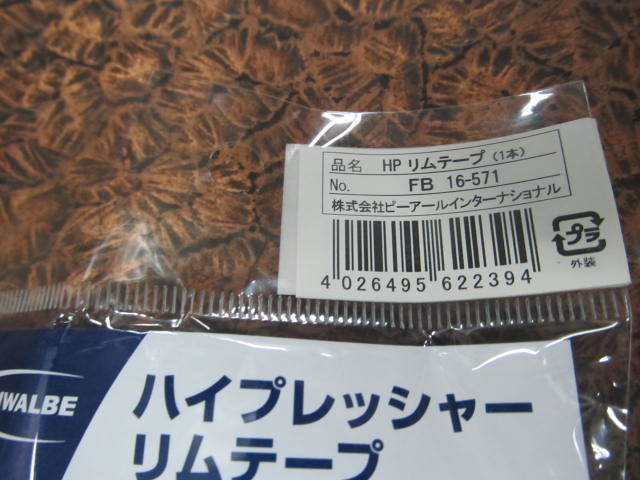 品名 HP リムテープ (1本)
No. FB 16-571
株式会社ピーアールインターナショナル
4 026495 622394
プラ
外装
HWALBE
ハイプレッシャー
リムテープ